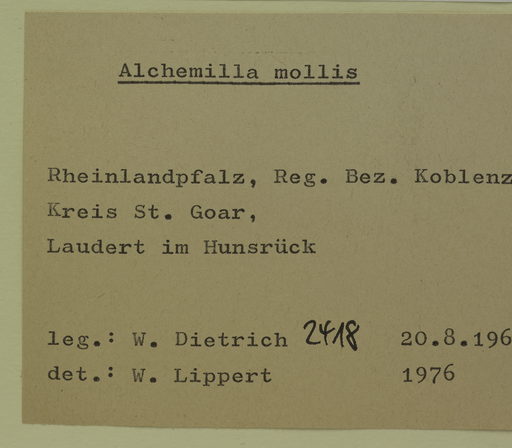 Alchemilla mollis
Rheinlandpfalz, Reg. Bez. Koblenz
Kreis St. Goar,
Laudert im Hunsrück
leg.: W. Dietrich 2418 20.8.196
det.: W. Lippert 1976